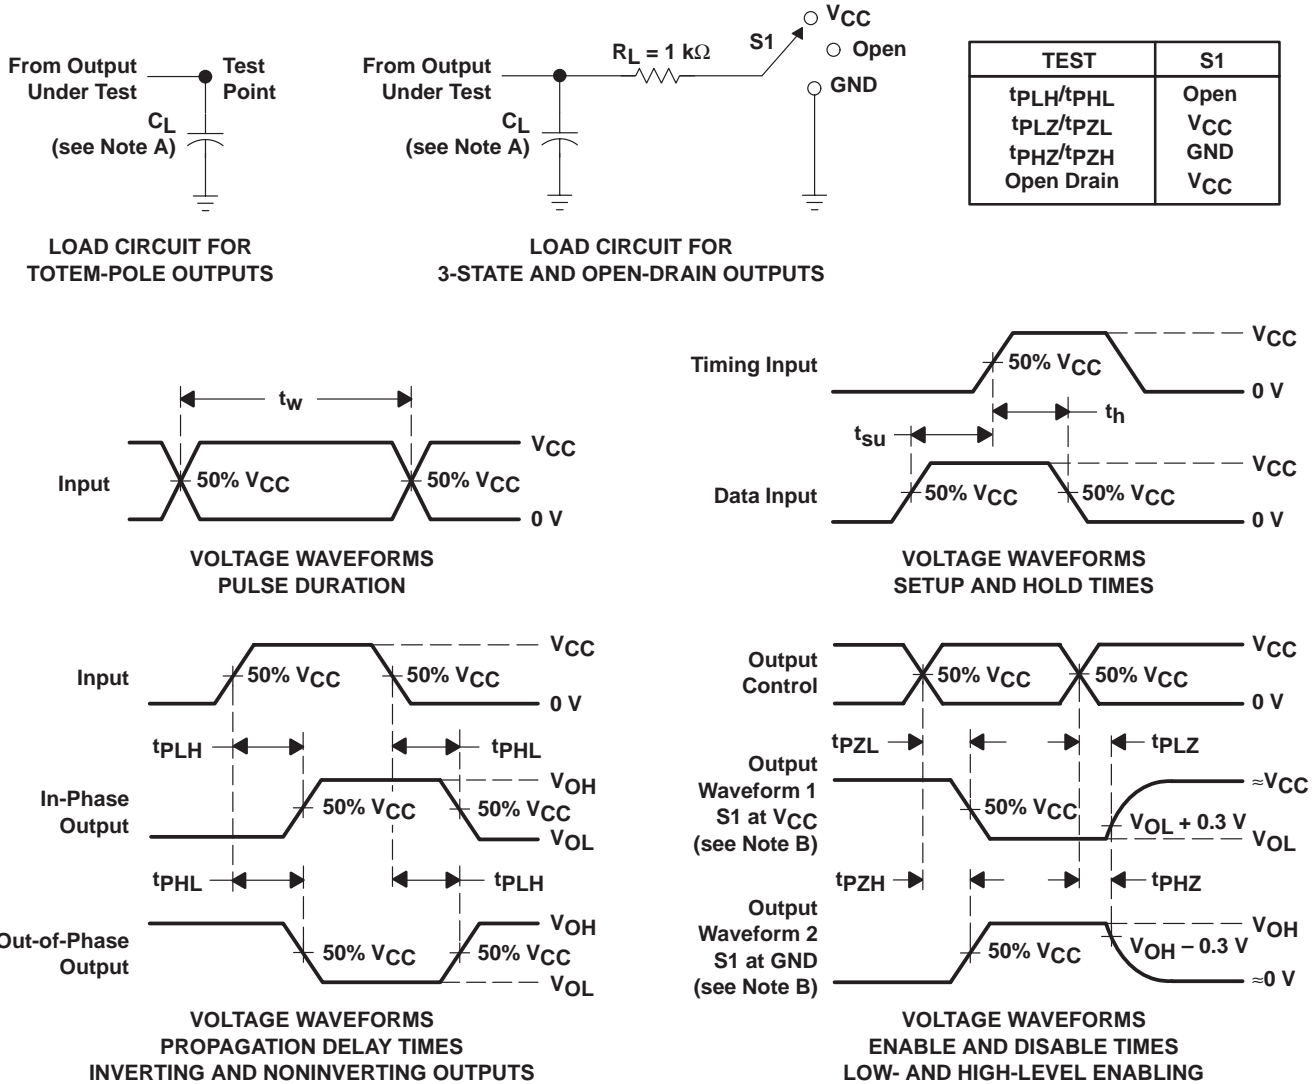 From Output
Under Test
Test
Point
CL
(see Note A)
LOAD CIRCUIT FOR
TOTEM-POLE OUTPUTS
From Output
Under Test
CL
(see Note A)
RL = 1 kΩ
S1
VCC
Open
GND
LOAD CIRCUIT FOR
3-STATE AND OPEN-DRAIN OUTPUTS
TEST S1
tPLH/tPHL Open
tPLZ/tPZL VCC
tPHZ/tPZH GND
Open Drain VCC
tw
Input
50% VCC
50% VCC
VCC
0 V
VOLTAGE WAVEFORMS
PULSE DURATION
Timing Input
50% VCC
VCC
0 V
th
tsu
Data Input
50% VCC
50% VCC
VCC
0 V
VOLTAGE WAVEFORMS
SETUP AND HOLD TIMES
Input
50% VCC
50% VCC
VCC
0 V
tPLH
tPHL
In-Phase
Output
50% VCC
50% VCC
VOH
VOL
tPHL
tPLH
Out-of-Phase
Output
50% VCC
50% VCC
VOH
VOL
VOLTAGE WAVEFORMS
PROPAGATION DELAY TIMES
INVERTING AND NONINVERTING OUTPUTS
Output
Control
50% VCC
50% VCC
VCC
0 V
tPZL
tPLZ
Output
Waveform 1
S1 at VCC
(see Note B)
50% VCC
VOL + 0.3 V
≈VCC
VOL
tPZH
tPHZ
Output
Waveform 2
S1 at GND
(see Note B)
50% VCC
VOH − 0.3 V
VOH
≈0 V
VOLTAGE WAVEFORMS
ENABLE AND DISABLE TIMES
LOW- AND HIGH-LEVEL ENABLING